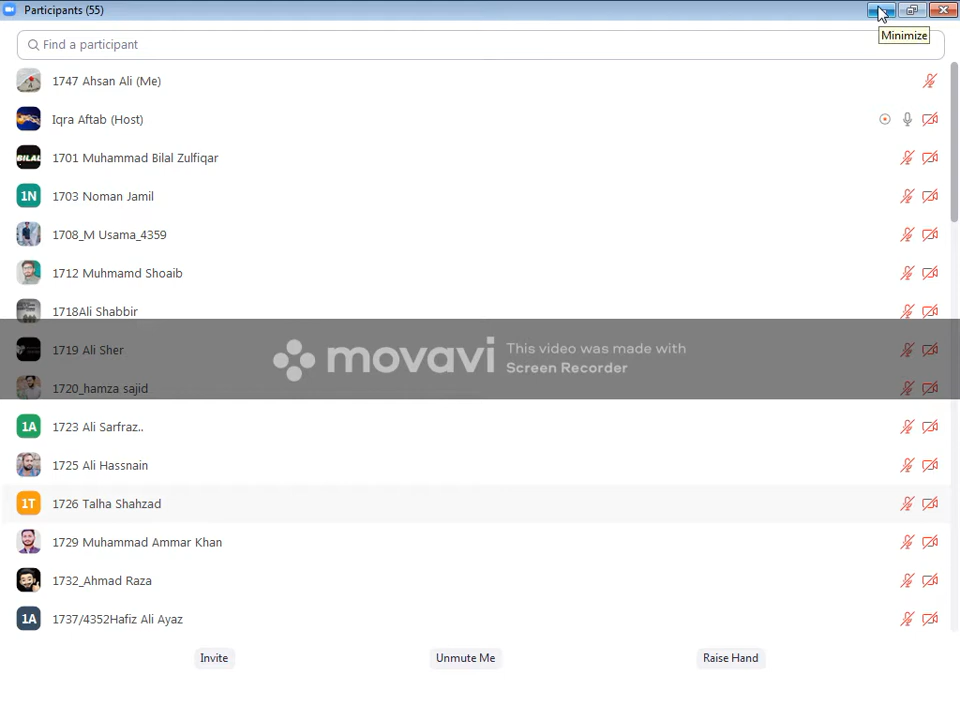 Participants (55)
Minimize
Find a participant
1747 Ahsan Ali (Me)
Iqra Aftab (Host)
BILAL
1701 Muhammad Bilal Zulfiqar
1N
1703 Noman Jamil
1708_M Usama_4359
1712 Muhmamd Shoaib
1718Ali Shabbir
1719 Ali Sher
movavi
This video was made with
Screen Recorder
1720_hamza sajid
1A
1723 Ali Sarfraz..
1725 Ali Hassnain
1T
1726 Talha Shahzad
1729 Muhammad Ammar Khan
1732_Ahmad Raza
1A
1737/4352Hafiz Ali Ayaz
Invite
Unmute Me
Raise Hand